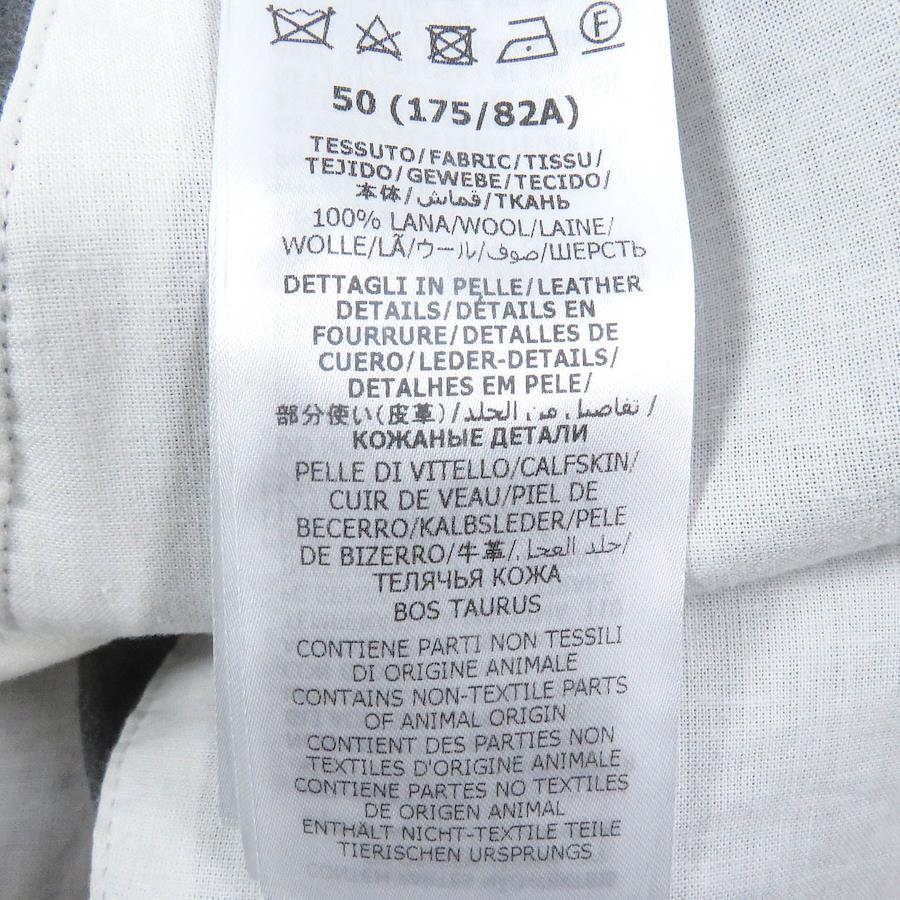 F
50 (175/82A)
TESSUTO/FABRIC/TISSU/
TEJIDO/GEWEBE/TECIDO/
本体/قماش/ТКАНЬ
100% LANA/WOOL/LAINE/
WOLLE/LÃ/ウール/صوف/ШЕРСТЬ
DETTAGLI IN PELLE/LEATHER
DETAILS/DÉTAILS EN
FOURRURE/DETALLES DE
CUERO/LEDER-DETAILS/
DETALHES EM PELE/
部分使い(皮革)/تفاصيل من الجلد/
КОЖАНЫЕ ДЕТАЛИ
PELLE DI VITELLO/CALFSKIN/
CUIR DE VEAU/PIEL DE
BECERRO/KALBSLEDER/PELE
DE BIZERRO/牛革/جلد العجل/
ТЕЛЯЧЬЯ КОЖА
BOS TAURUS
CONTIENE PARTI NON TESSILI
DI ORIGINE ANIMALE
CONTAINS NON-TEXTILE PARTS
OF ANIMAL ORIGIN
CONTIENT DES PARTIES NON
TEXTILES D'ORIGINE ANIMALE
CONTIENE PARTES NO TEXTILES
DE ORIGEN ANIMAL
ENTHÄLT NICHT-TEXTILE TEILE
TIERISCHEN URSPRUNGS